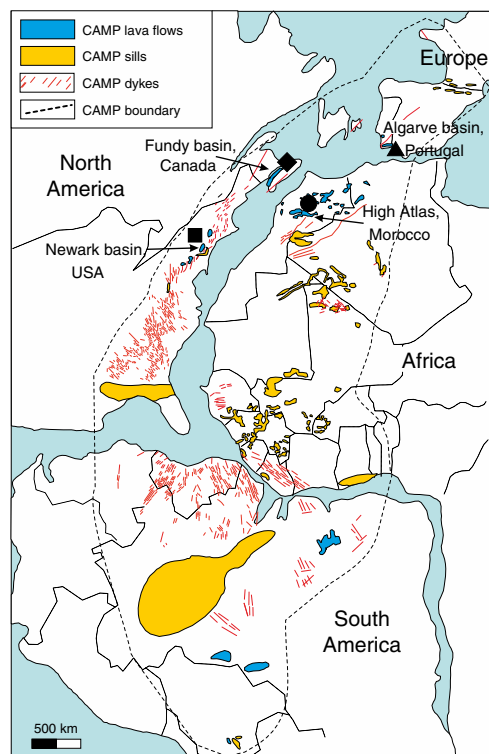 CAMP lava flows
CAMP sills
CAMP dykes
CAMP boundary
Europe
Fundy basin,
Canada
Algarve basin,
Portugal
North
America
High Atlas,
Morocco
Newark basin,
USA
Africa
South
America
500 km